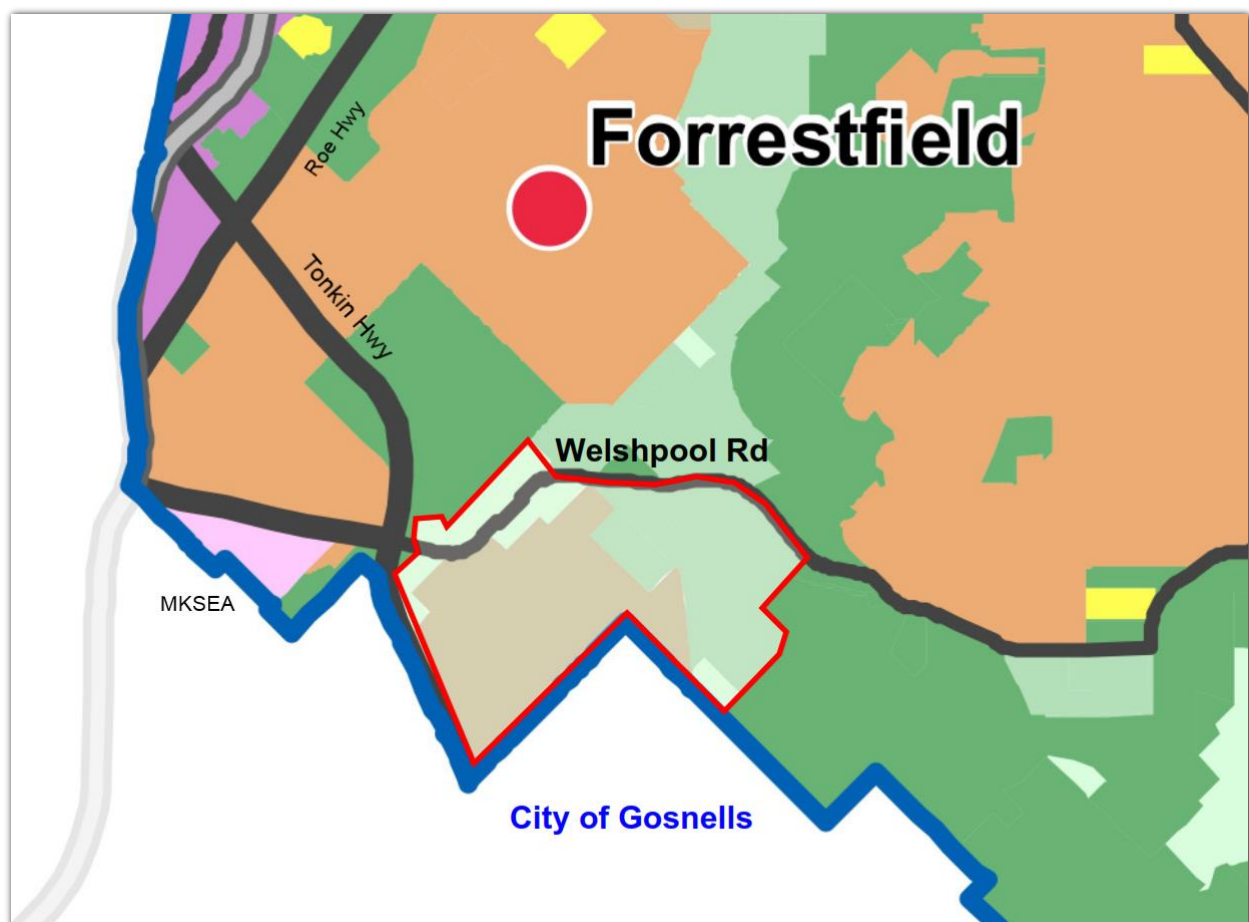 Forrestfield
Roe Hwy
Tonkin Hwy
Welshpool Rd
MKSEA
City of Gosnells